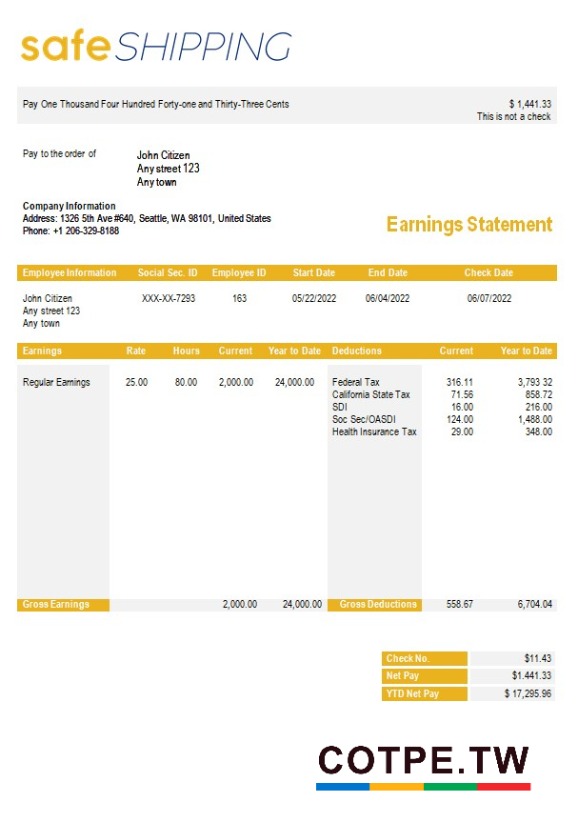 safeSHIPPING
Pay One Thousand Four Hundred Forty-one and Thirty-Three Cents $ 1,441.33
This is not a check
Pay to the order of John Citizen
Any street 123
Any town
Company Information
Address: 1326 5th Ave #640, Seattle, WA 98101, United States
Phone: +1 206-329-8188
Earnings Statement
Employee Information Social Sec. ID Employee ID Start Date End Date Check Date
John Citizen XXX-XX-7293 163 05/22/2022 06/04/2022 06/07/2022
Any street 123
Any town
Earnings Rate Hours Current Year to Date Deductions Current Year to Date
Regular Earnings 25.00 80.00 2,000.00 24,000.00 Federal Tax 316.11 3,793 32
California State Tax 71.56 858.72
SDI 16.00 216.00
Soc Sec/OASDI 124.00 1,488.00
Health Insurance Tax 29.00 348.00
Gross Earnings 2,000.00 24,000.00 Gross Deductions 558.67 6,704.04
Check No. $11.43
Net Pay $1.441.33
YTD Net Pay $ 17,295.96
COTPE.TW